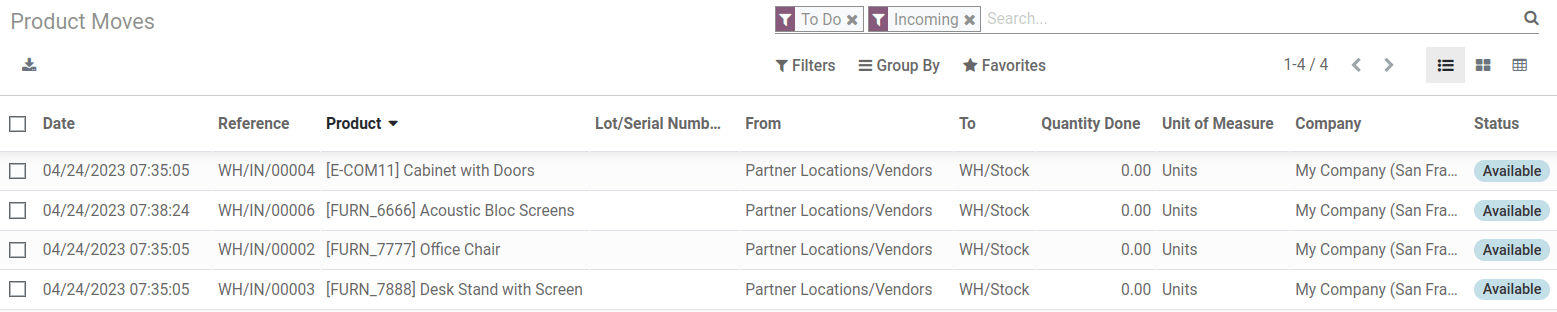 Product Moves To Do Incoming Search...
Filters Group By Favorites 1-4 / 4
Date Reference Product Lot/Serial Numb... From To Quantity Done Unit of Measure Company Status
04/24/2023 07:35:05 WH/IN/00004 [E-COM11] Cabinet with Doors Partner Locations/Vendors WH/Stock 0.00 Units My Company (San Fra... Available
04/24/2023 07:38:24 WH/IN/00006 [FURN_6666] Acoustic Bloc Screens Partner Locations/Vendors WH/Stock 0.00 Units My Company (San Fra... Available
04/24/2023 07:35:05 WH/IN/00002 [FURN_7777] Office Chair Partner Locations/Vendors WH/Stock 0.00 Units My Company (San Fra... Available
04/24/2023 07:35:05 WH/IN/00003 [FURN_7888] Desk Stand with Screen Partner Locations/Vendors WH/Stock 0.00 Units My Company (San Fra... Available